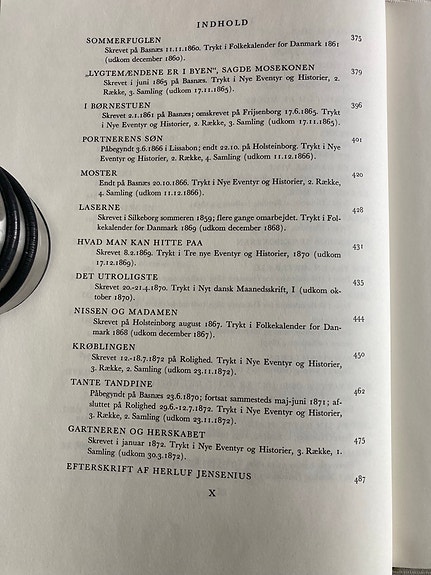 INDHOLD
SOMMERFUGLEN 375
Skrevet på Basnæs 11.11.1860. Trykt i Folkekalender for Danmark 1861
(udkom december 1860).
„LYGTEMÆNDENE ER I BYEN“, SAGDE MOSEKONEN 379
Skrevet i juni 1865 på Basnæs. Trykt i Nye Eventyr og Historier, 2.
Række, 3. Samling (udkom 17.11.1865).
I BØRNESTUEN 396
Skrevet 2.1.1861 på Basnæs; omskrevet på Frijsenborg 17.6.1865. Trykt
i Nye Eventyr og Historier, 2. Række, 3. Samling (udkom 17.11.1865).
PORTNERENS SØN 401
Påbegyndt 3.6.1866 i Lissabon; endt 22.10. på Holsteinborg. Trykt i Nye
Eventyr og Historier, 2. Række, 4. Samling (udkom 11.12.1866).
MOSTER 420
Endt på Basnæs 20.10.1866. Trykt i Nye Eventyr og Historier, 2. Række,
4. Samling (udkom 11.12.1866).
LASERNE 428
Skrevet i Silkeborg sommeren 1859; flere gange omarbejdet. Trykt i Fol-
kekalender for Danmark 1869 (udkom december 1868).
HVAD MAN KAN HITTE PAA 431
Skrevet 8.2.1869. Trykt i Tre nye Eventyr og Historier, 1870 (udkom
17.12.1869).
DET UTROLIGSTE 435
Skrevet 20.-21.4.1870. Trykt i Nyt dansk Maanedsskrift, I (udkom ok-
tober 1870).
NISSEN OG MADAMEN 444
Skrevet på Holsteinborg august 1867. Trykt i Folkekalender for Dan-
mark 1868 (udkom december 1867).
KRØBLINGEN 450
Skrevet 12.-18.7.1872 på Rolighed. Trykt i Nye Eventyr og Historier,
3. Række, 2. Samling (udkom 23.11.1872).
TANTE TANDPINE 462
Påbegyndt på Basnæs 23.6.1870; fortsat sammesteds maj-juni 1871; af-
sluttet på Rolighed 29.6.-12.7.1872. Trykt i Nye Eventyr og Historier,
3. Række, 2. Samling (udkom 23.11.1872).
GARTNEREN OG HERSKABET 475
Skrevet i januar 1872. Trykt i Nye Eventyr og Historier, 3. Række, 1.
Samling (udkom 30.3.1872).
EFTERSKRIFT AF HERLUF JENSENIUS 487
X